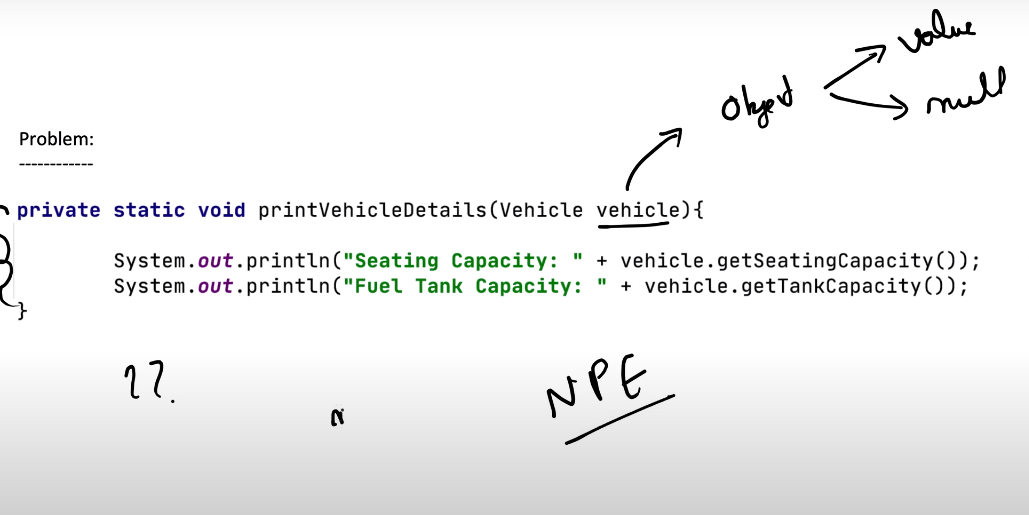 value
Object
null
Problem:
------------
private static void printVehicleDetails(Vehicle vehicle){
System.out.println("Seating Capacity: " + vehicle.getSeatingCapacity());
System.out.println("Fuel Tank Capacity: " + vehicle.getTankCapacity());
}
??.
NPE
n